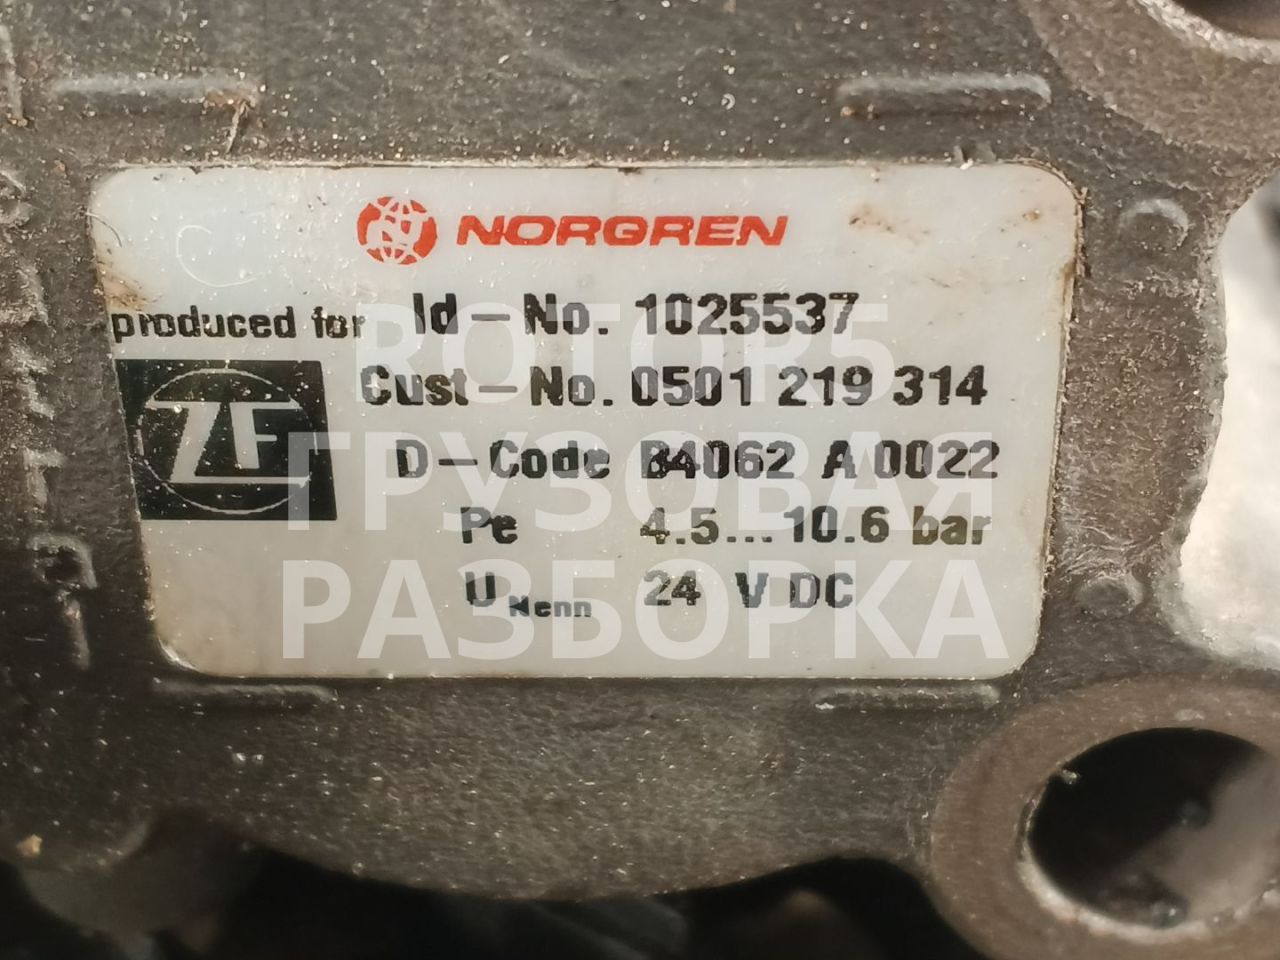 NORGREN
produced for Id-No. 1025537
ZF
Cust-No. 0501 219 314
D-Code B4062 A 0022
Pe 4.5...10.6 bar
U Nenn 24 V DC
ROTOR5
ГРУЗОВАЯ
РАЗБОРКА